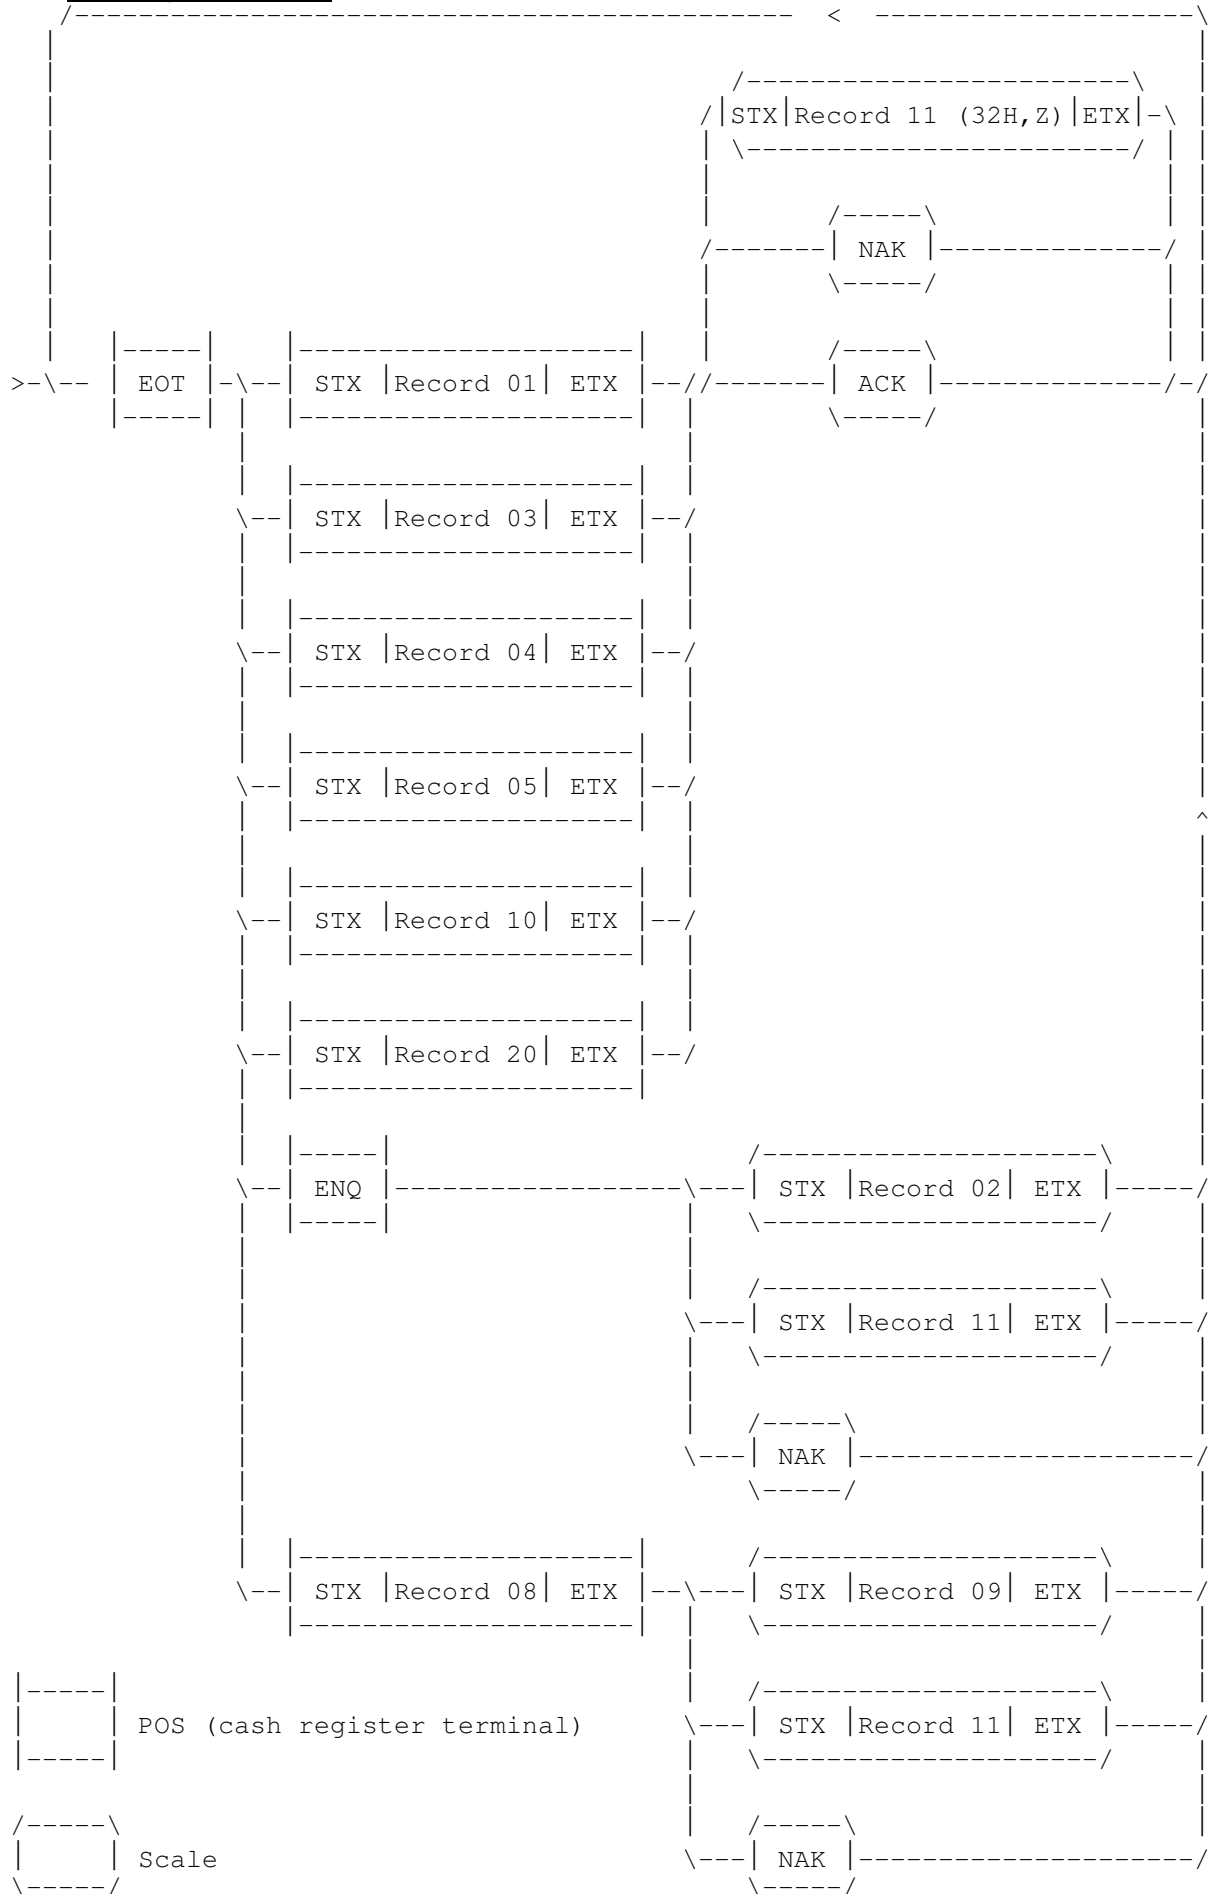 <
STX Record 11 (32H,Z) ETX
NAK
EOT STX Record 01 ETX ACK
STX Record 03 ETX
STX Record 04 ETX
STX Record 05 ETX
^
STX Record 10 ETX
STX Record 20 ETX
ENQ STX Record 02 ETX
STX Record 11 ETX
NAK
STX Record 08 ETX STX Record 09 ETX
POS (cash register terminal) STX Record 11 ETX
Scale NAK